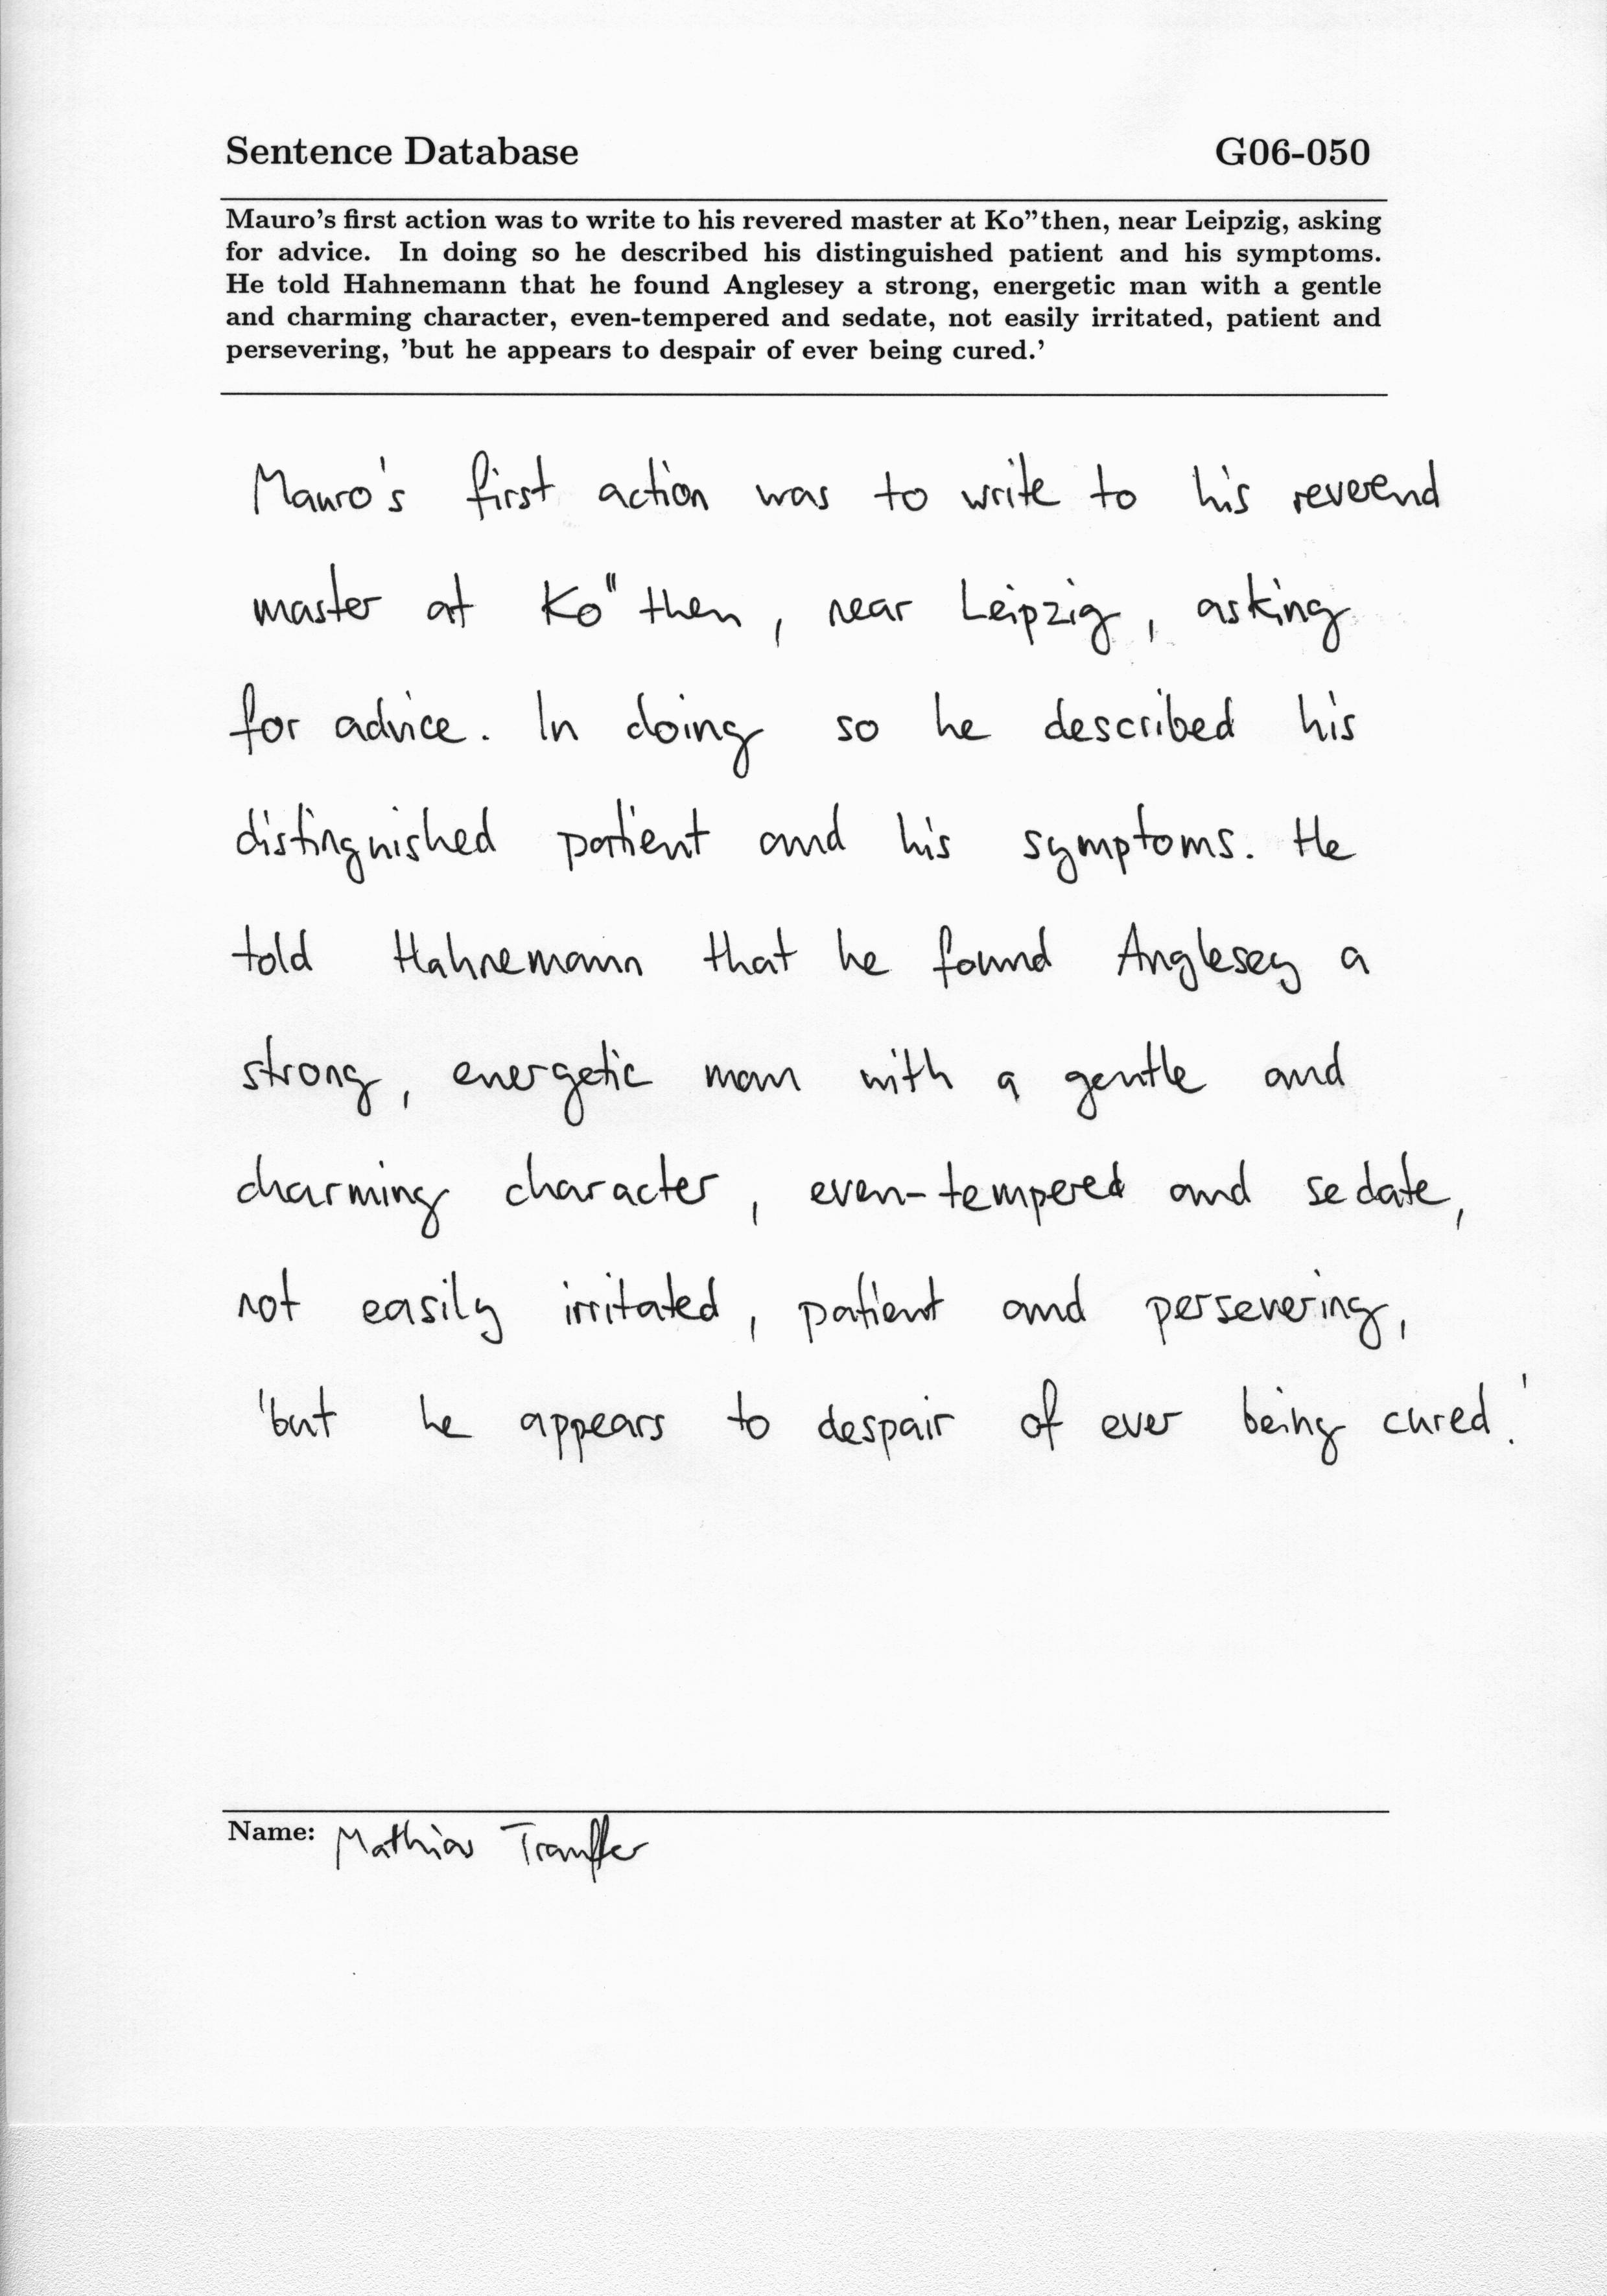 Sentence Database G06-050
Mauro's first action was to write to his revered master at Ko”then, near Leipzig, asking
for advice. In doing so he described his distinguished patient and his symptoms.
He told Hahnemann that he found Anglesey a strong, energetic man with a gentle
and charming character, even-tempered and sedate, not easily irritated, patient and
persevering, ’but he appears to despair of ever being cured.’
Mauro's first action was to write to his reverend
master at Ko" then, near Leipzig, asking
for advice. In doing so he described his
distinguished patient and his symptoms. He
told Hahnemann that he found Anglesey a
strong, energetic man with a gentle and
charming character, even-tempered and sedate,
not easily irritated, patient and persevering,
'but he appears to despair of ever being cured.'
Name: Mathias